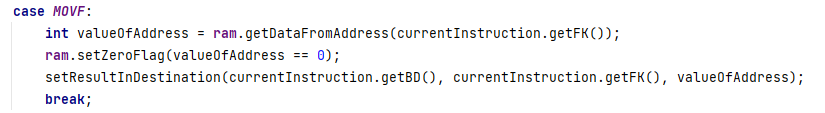 case MOVF:
int valueOfAddress = ram.getDataFromAddress(currentInstruction.getFK());
ram.setZeroFlag(valueOfAddress == 0);
setResultInDestination(currentInstruction.getBD(), currentInstruction.getFK(), valueOfAddress);
break;